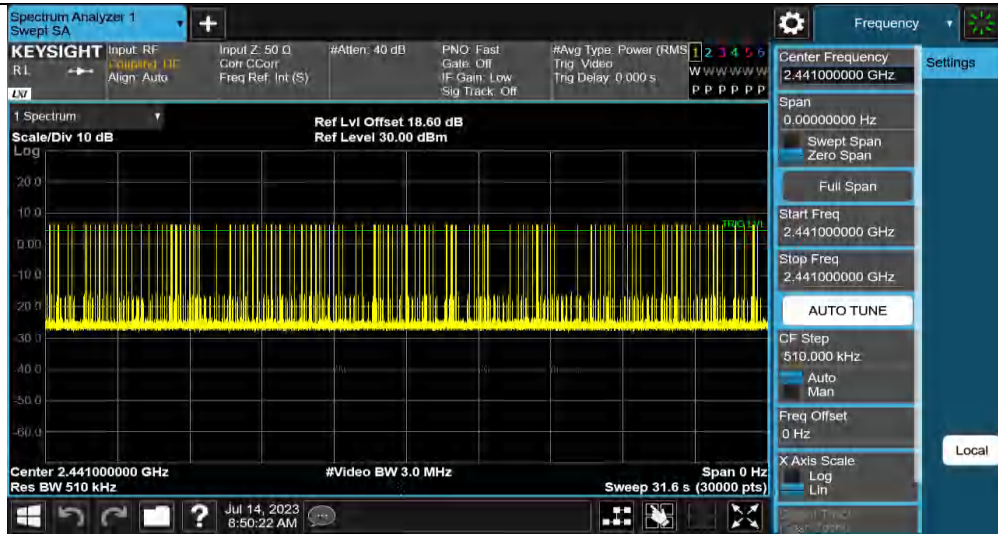 Spectrum Analyzer 1
Swept SA
+
Frequency
KEYSIGHT
RL
LXI
Input: RF
Coupling: DC
Align: Auto
Input Z: 50 Ω
Corr CCorr
Freq Ref: Int (S)
#Atten: 40 dB
PNO: Fast
Gate: Off
IF Gain: Low
Sig Track: Off
#Avg Type: Power (RMS
Trig: Video
Trig Delay: 0.000 s
1 2 3 4 5 6
W W W W W W
P P P P P P
Center Frequency
2.441000000 GHz
Settings
Span
0.00000000 Hz
Swept Span
Zero Span
Full Span
Start Freq
2.441000000 GHz
Stop Freq
2.441000000 GHz
AUTO TUNE
CF Step
510.000 kHz
Auto
Man
Freq Offset
0 Hz
X Axis Scale
Log
Lin
Local
1 Spectrum
Scale/Div 10 dB
Ref Lvl Offset 18.60 dB
Ref Level 30.00 dBm
Log
20.0
10.0
TRIG LVL
0.00
-10.0
-20.0
-30.0
-40.0
-50.0
-60.0
Center 2.441000000 GHz
#Video BW 3.0 MHz
Span 0 Hz
Res BW 510 kHz
Sweep 31.6 s (30000 pts)
?
Jul 14, 2023
8:50:22 AM